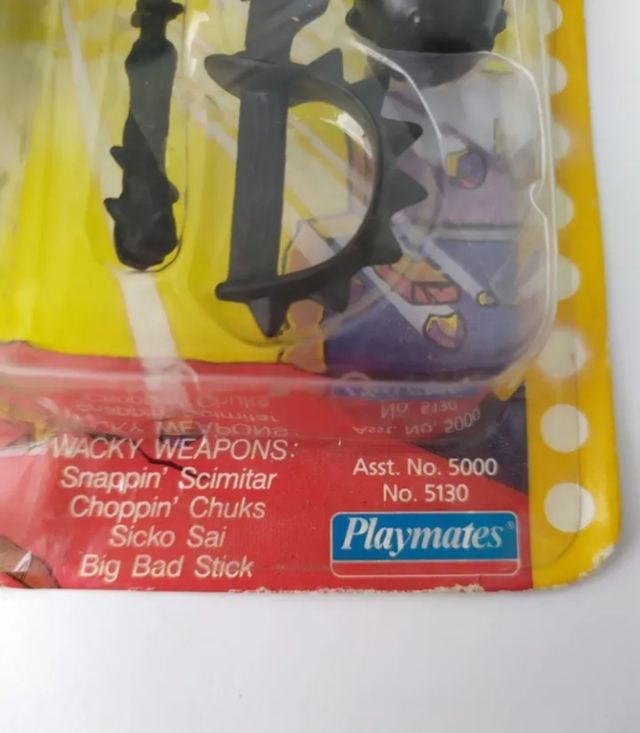 WACKY WEAPONS:
Snappin' Scimitar
Choppin' Chuks
Sicko Sai
Big Bad Stick
Asst. No. 5000
No. 5130
Playmates®